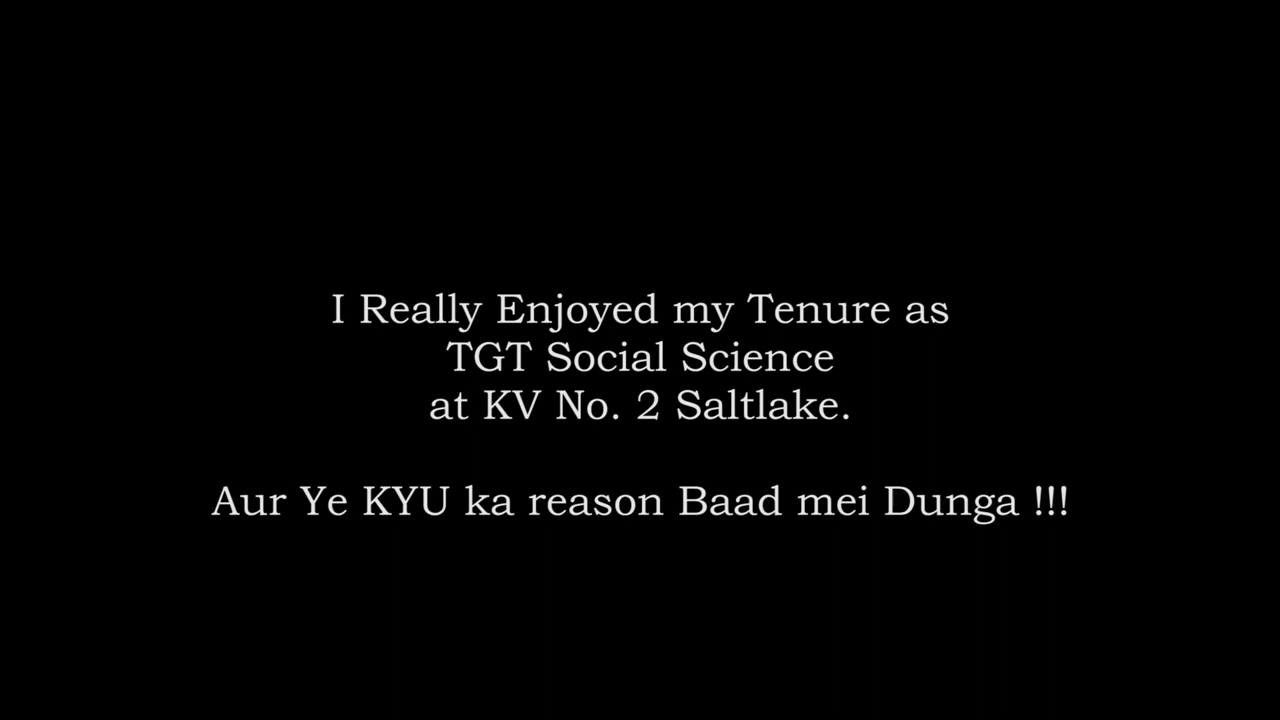 I Really Enjoyed my Tenure as
TGT Social Science
at KV No. 2 Saltlake.
Aur Ye KYU ka reason Baad mei Dunga !!!